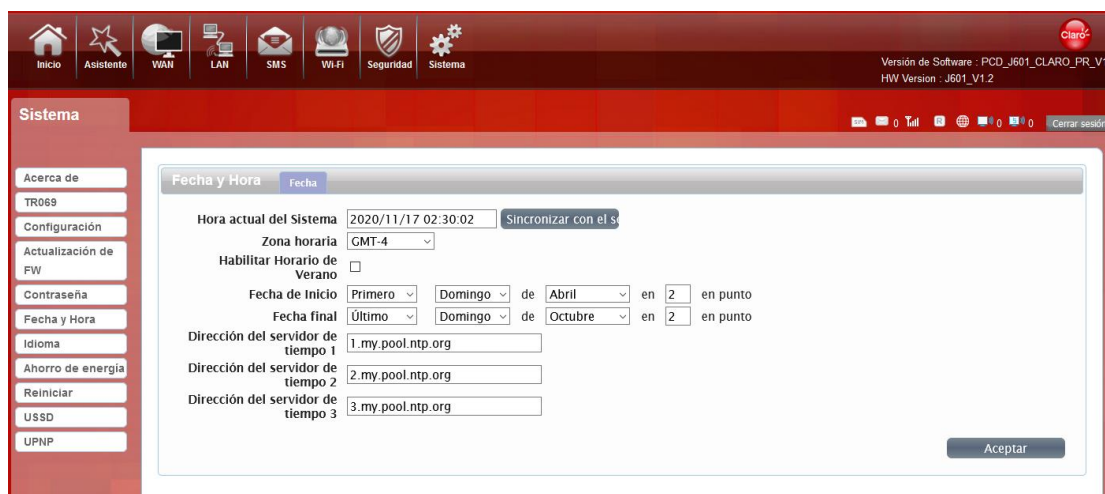 Inicio Asistente WAN LAN SMS Wi-Fi Seguridad Sistema
Claro
Versión de Software : PCD_J601_CLARO_PR_V1
HW Version : J601_V1.2
Sistema
0 0 0 Cerrar sesión
Acerca de
TR069
Configuración
Actualización de
FW
Contraseña
Fecha y Hora
Idioma
Ahorro de energía
Reiniciar
USSD
UPNP
Fecha y Hora Fecha
Hora actual del Sistema 2020/11/17 02:30:02 Sincronizar con el se
Zona horaria GMT-4
Habilitar Horario de
Verano
Fecha de Inicio Primero Domingo de Abril en 2 en punto
Fecha final Último Domingo de Octubre en 2 en punto
Dirección del servidor de
tiempo 1 1.my.pool.ntp.org
Dirección del servidor de
tiempo 2 2.my.pool.ntp.org
Dirección del servidor de
tiempo 3 3.my.pool.ntp.org
Aceptar